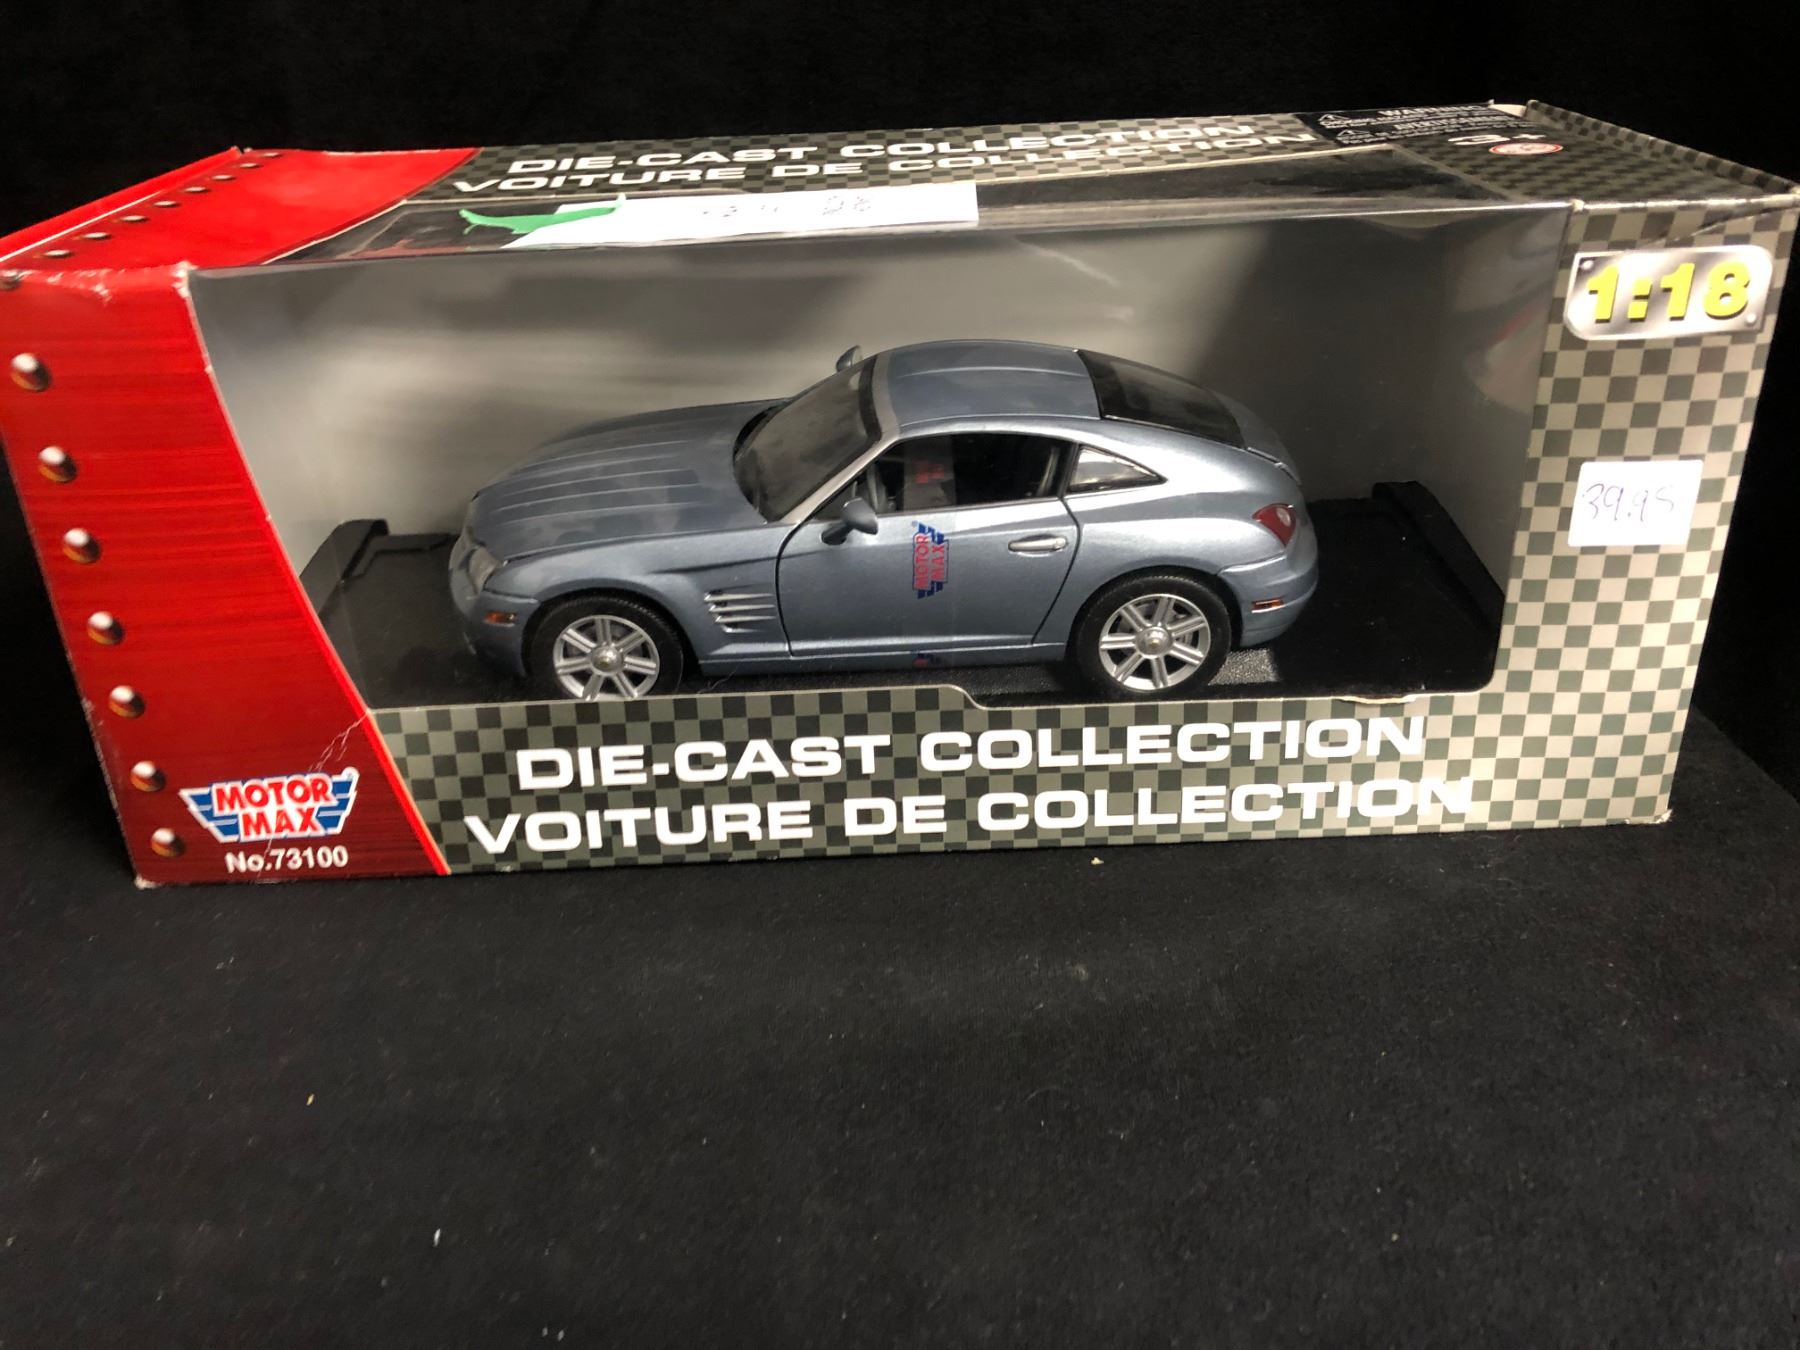 DIE-CAST COLLECTION
VOITURE DE COLLECTION
WARNING:
3+
1:18
39.95
MOTOR
MAX
DIE-CAST COLLECTION
VOITURE DE COLLECTION
MOTOR
MAX
No.73100